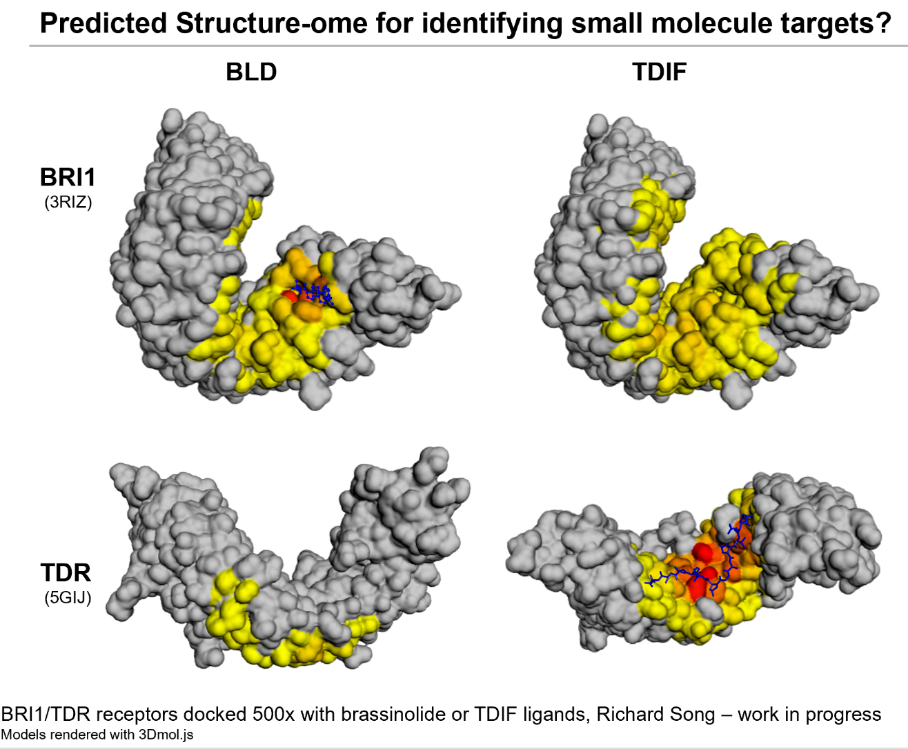 Predicted Structure-ome for identifying small molecule targets?
BLD
TDIF
BRI1
(3RIZ)
TDR
(5GIJ)
BRI1/TDR receptors docked 500x with brassinolide or TDIF ligands, Richard Song – work in progress
Models rendered with 3Dmol.js